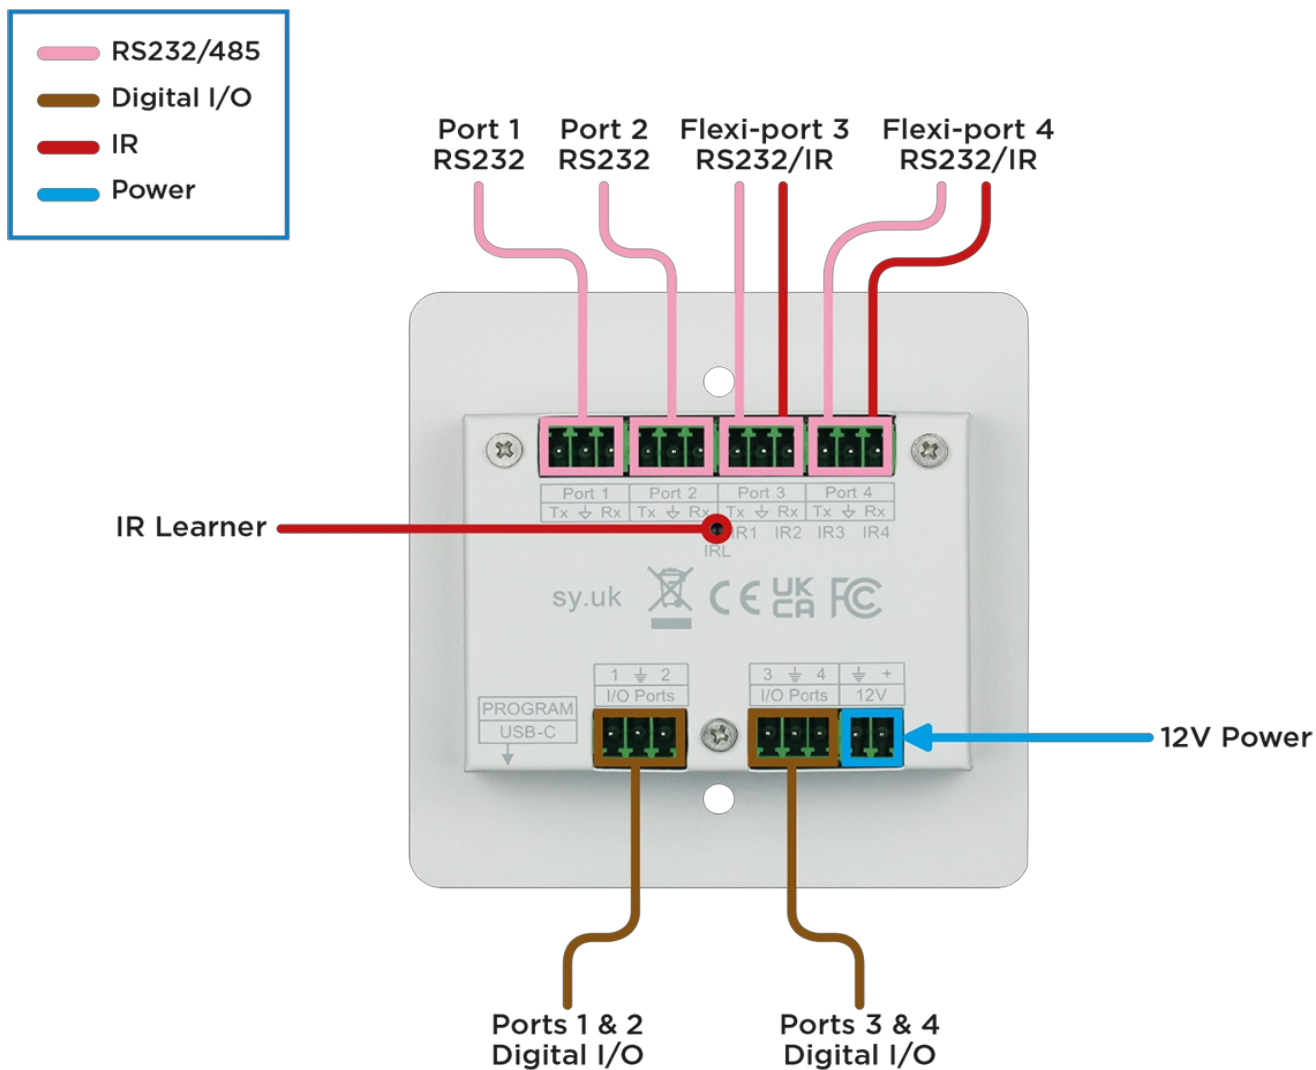 RS232/485
Digital I/O
IR
Power
Port 1
RS232
Port 2
RS232
Flexi-port 3
RS232/IR
Flexi-port 4
RS232/IR
Port 1 Port 2 Port 3 Port 4
Tx Rx Tx Rx Tx Rx Tx Rx
IR1 IR2 IR3 IR4
IRL
IR Learner
sy.uk CE UK CA FC
1 2
I/O Ports
3 4
I/O Ports
+
12V
PROGRAM
USB-C
12V Power
Ports 1 & 2
Digital I/O
Ports 3 & 4
Digital I/O